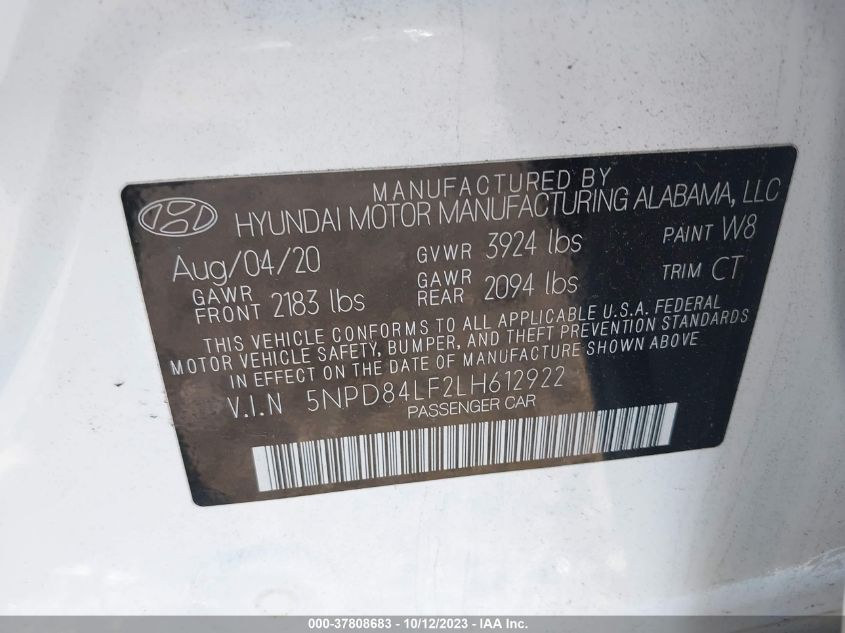 MANUFACTURED BY
HYUNDAI MOTOR MANUFACTURING ALABAMA, LLC
Aug/04/20 GVWR 3924 lbs PAINT W8
GAWR FRONT 2183 lbs GAWR REAR 2094 lbs TRIM CT
THIS VEHICLE CONFORMS TO ALL APPLICABLE U.S.A. FEDERAL
MOTOR VEHICLE SAFETY, BUMPER, AND THEFT PREVENTION STANDARDS
IN EFFECT ON THE DATE OF MANUFACTURE SHOWN ABOVE.
V.I.N 5NPD84LF2LH612922
PASSENGER CAR
000-37808683 - 10/12/2023 - IAA Inc.